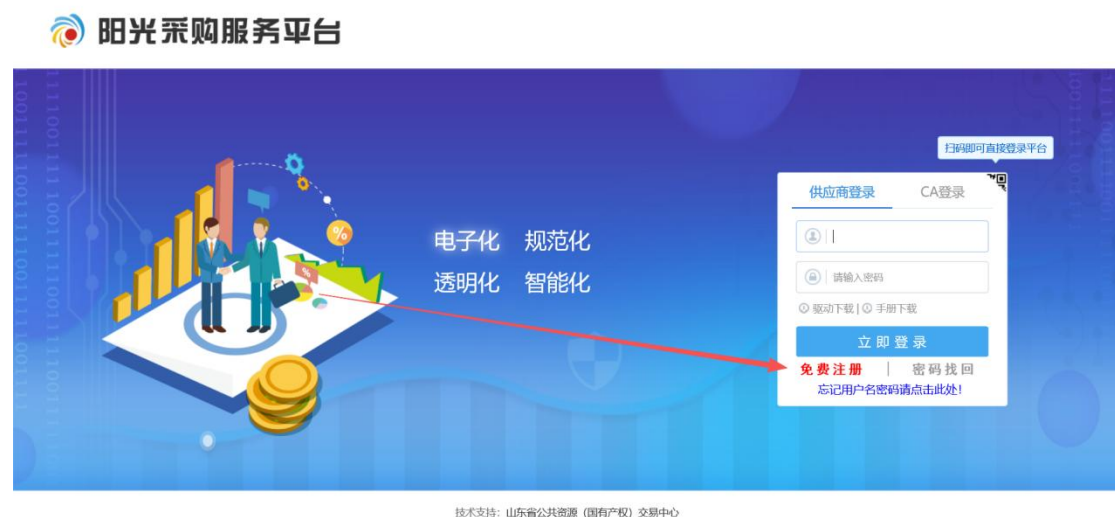 阳光采购服务平台
扫码即可直接登录平台
供应商登录 CA登录
电子化 规范化
透明化 智能化
请输入密码
驱动下载 | 手册下载
立即登录
免费注册 | 密码找回
忘记用户名密码请点击此处!
%
%
技术支持：山东省公共资源（国有产权）交易中心